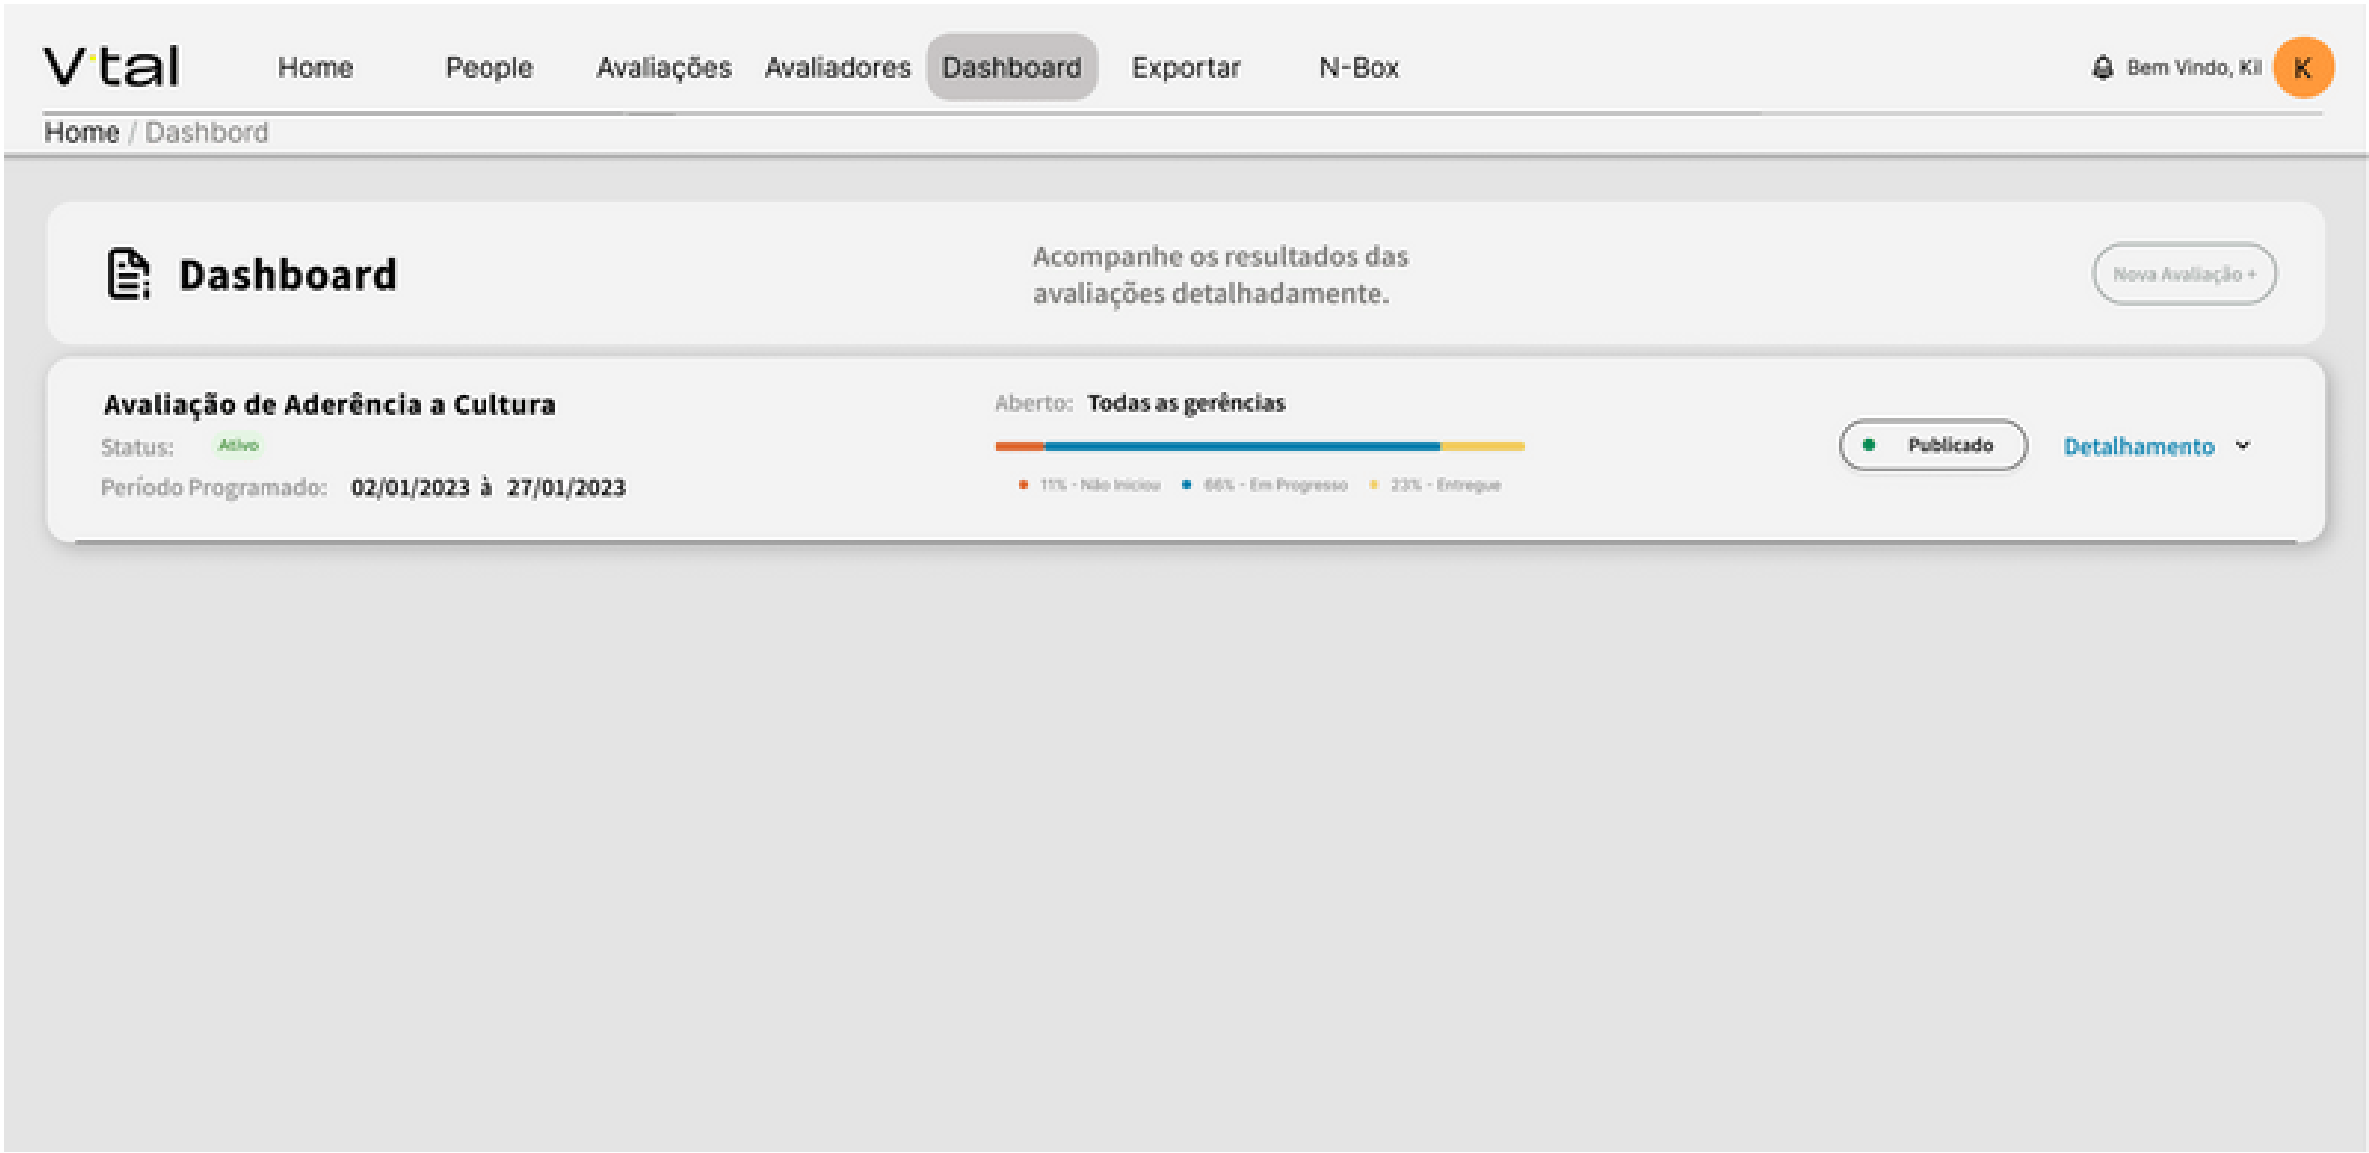 V·tal Home People Avaliações Avaliadores Dashboard Exportar N-Box Bem Vindo, Kil K
Home / Dashbord
Dashboard
Acompanhe os resultados das
avaliações detalhadamente.
Nova Avaliação +
Avaliação de Aderência a Cultura
Status: Ativo
Período Programado: 02/01/2023 à 27/01/2023
Aberto: Todas as gerências
11% - Não Iniciou 66% - Em Progresso 23% - Entregue
Publicado
Detalhamento